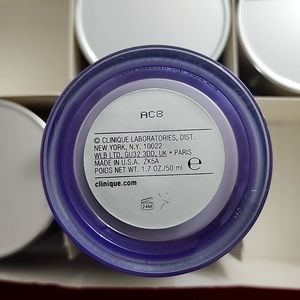 AC8
© CLINIQUE LABORATORIES, DIST.
NEW YORK, N.Y. 10022
WLB LTD, GU32 3DD, UK • PARIS
MADE IN U.S.A. ZK5A
POIDS NET WT. 1.7 OZ/50 ml ℮
clinique.com
24M